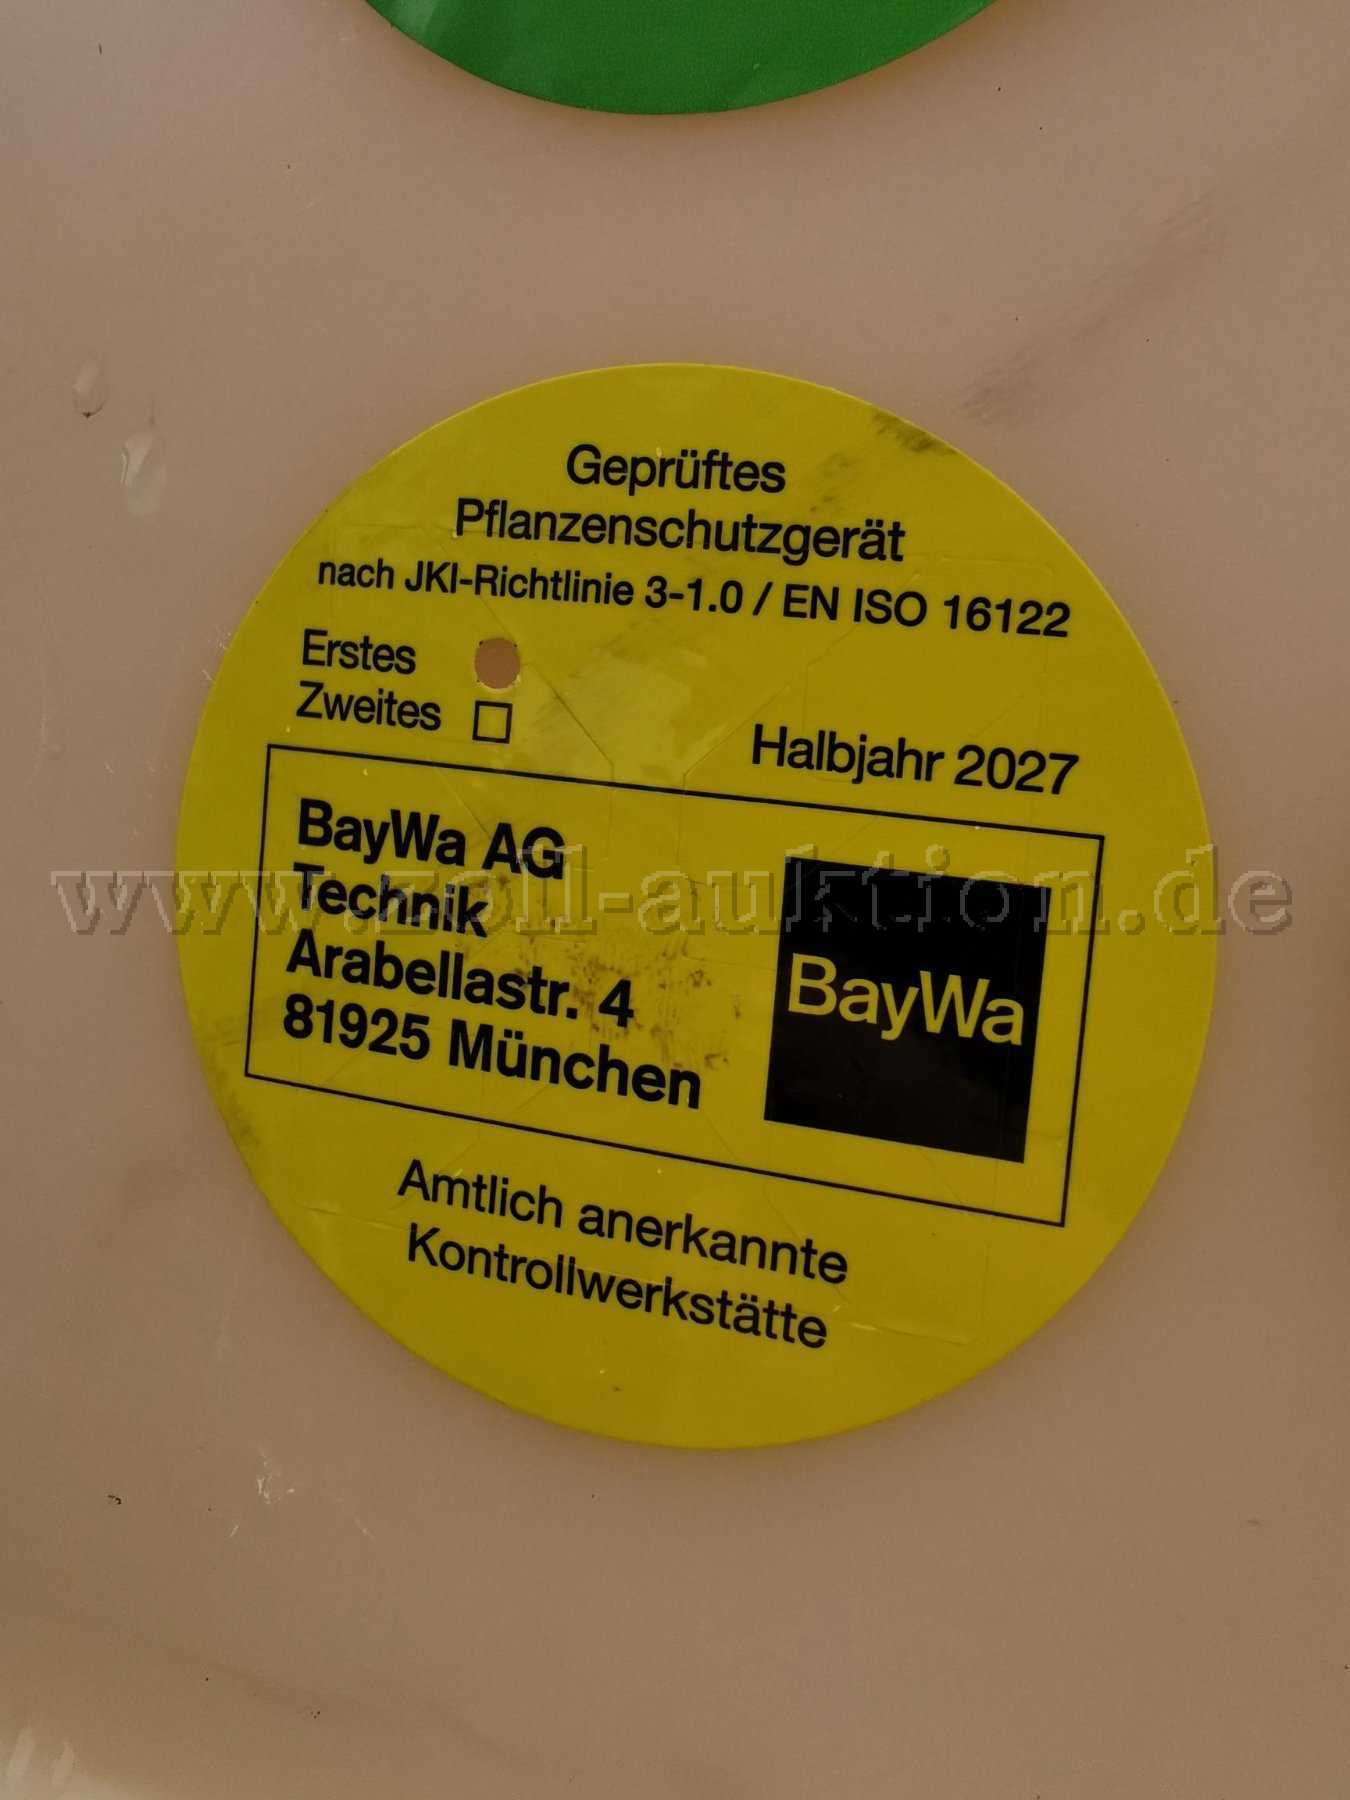 Geprüftes
Pflanzenschutzgerät
nach JKI-Richtlinie 3-1.0 / EN ISO 16122
Erstes
Zweites
Halbjahr 2027
BayWa AG
Technik
Arabellastr. 4
81925 München
BayWa
Amtlich anerkannte
Kontrollwerkstätte
www.zoll-auktion.de